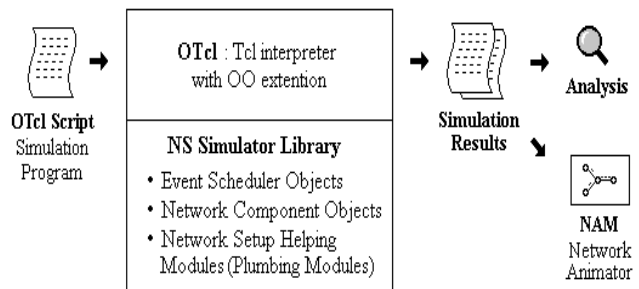 OTcl Script
Simulation
Program
OTcl : Tcl interpreter
with OO extention
NS Simulator Library
• Event Scheduler Objects
• Network Component Objects
• Network Setup Helping
Modules (Plumbing Modules)
Simulation
Results
Analysis
NAM
Network
Animator